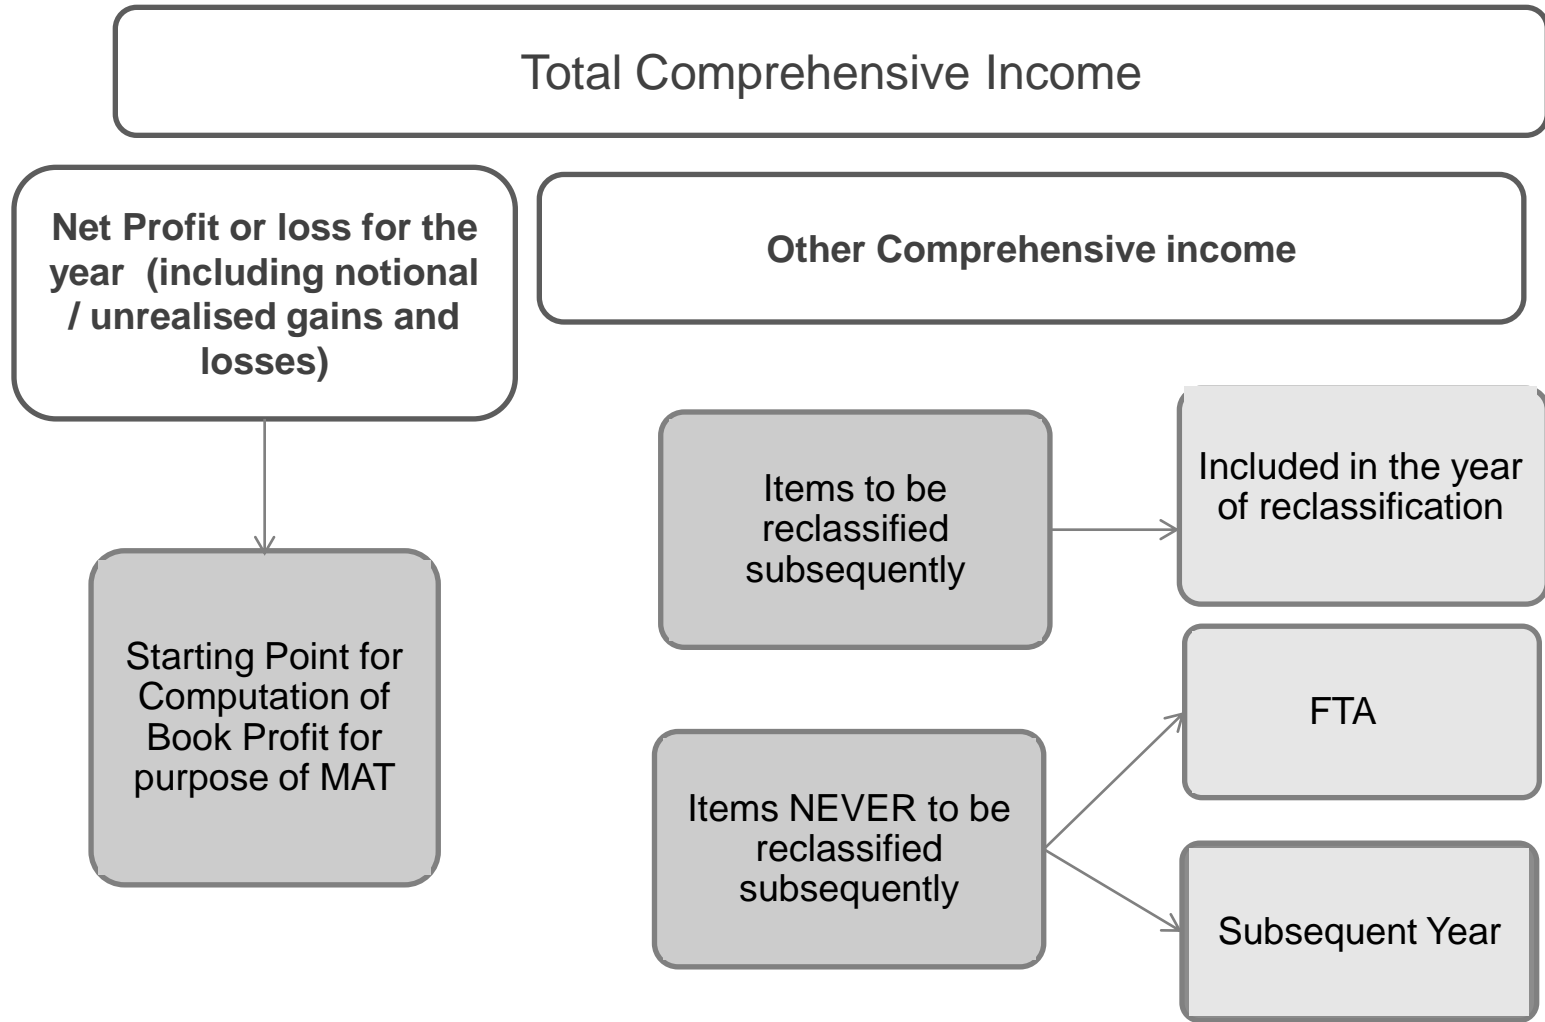 Total Comprehensive Income
Net Profit or loss for the
year (including notional
/ unrealised gains and
losses)
Other Comprehensive income
Items to be
reclassified
subsequently
Included in the year
of reclassification
Starting Point for
Computation of
Book Profit for
purpose of MAT
FTA
Items NEVER to be
reclassified
subsequently
Subsequent Year